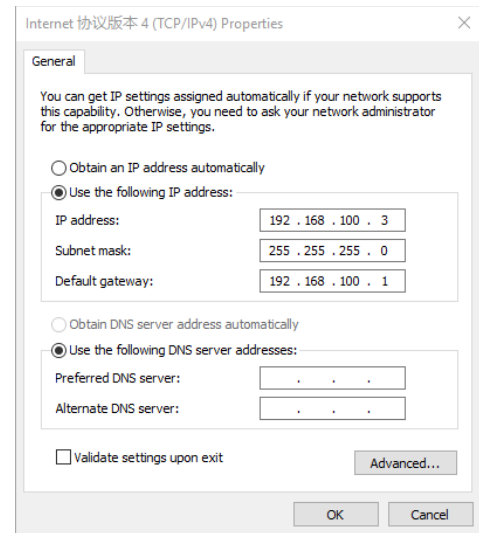 Internet 协议版本 4 (TCP/IPv4) Properties
General
You can get IP settings assigned automatically if your network supports
this capability. Otherwise, you need to ask your network administrator
for the appropriate IP settings.
Obtain an IP address automatically
Use the following IP address:
IP address: 192 . 168 . 100 . 3
Subnet mask: 255 . 255 . 255 . 0
Default gateway: 192 . 168 . 100 . 1
Obtain DNS server address automatically
Use the following DNS server addresses:
Preferred DNS server: . . .
Alternate DNS server: . . .
Validate settings upon exit
Advanced...
OK Cancel